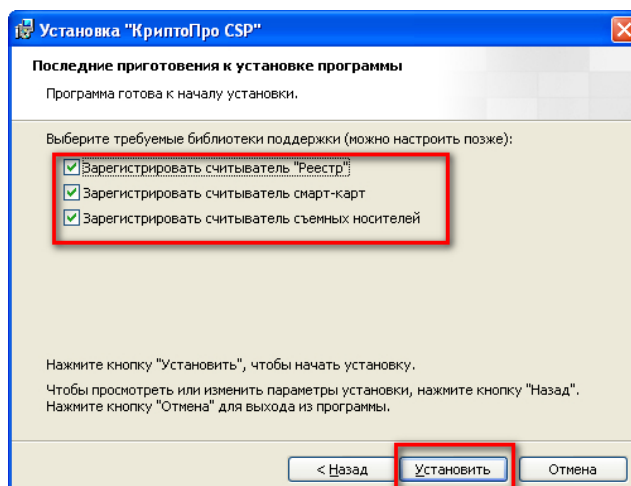 Установка "КриптоПро CSP"
Последние приготовения к установке программы
Программа готова к началу установки.
Выберите требуемые библиотеки поддержки (можно настроить позже):
Зарегистрировать считыватель "Реестр"
Зарегистрировать считыватель смарт-карт
Зарегистрировать считыватель съемных носителей
Нажмите кнопку "Установить", чтобы начать установку.
Чтобы просмотреть или изменить параметры установки, нажмите кнопку "Назад".
Нажмите кнопку "Отмена" для выхода из программы.
< Назад Установить Отмена